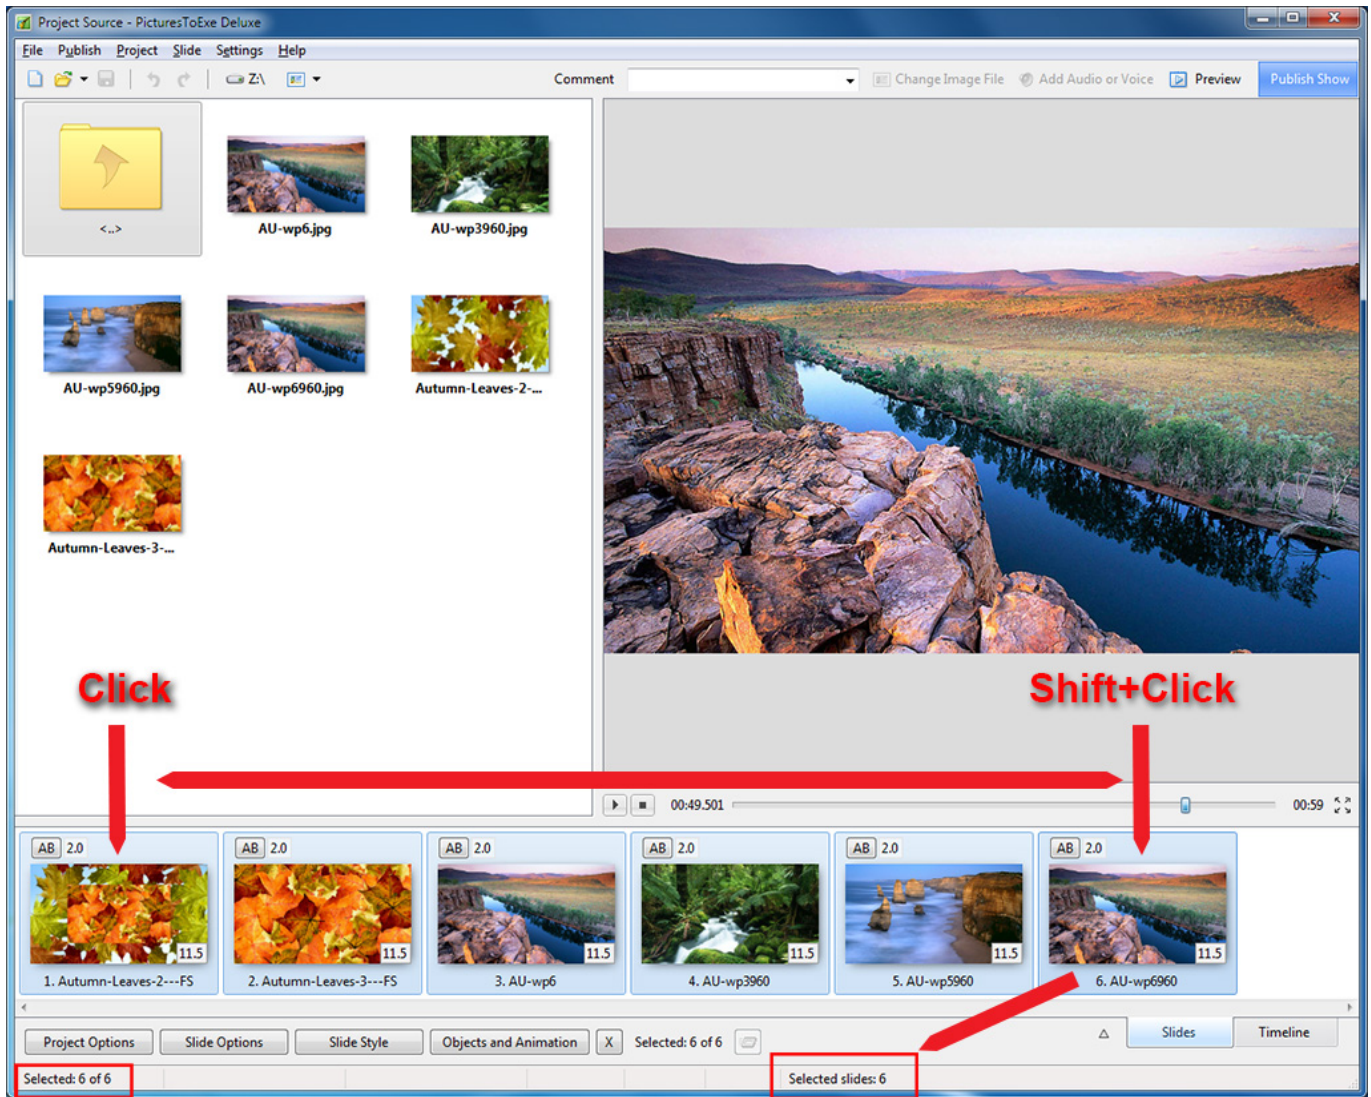 Project Source - PicturesToExe Deluxe
File Publish Project Slide Settings Help
Z:\ Comment Change Image File Add Audio or Voice Preview Publish Show
<..> AU-wp6.jpg AU-wp3960.jpg
AU-wp5960.jpg AU-wp6960.jpg Autumn-Leaves-2-...
Autumn-Leaves-3-...
Click Shift+Click
00:49.501 00:59
AB 2.0 AB 2.0 AB 2.0 AB 2.0 AB 2.0 AB 2.0
11.5 11.5 11.5 11.5 11.5 11.5
1. Autumn-Leaves-2---FS 2. Autumn-Leaves-3---FS 3. AU-wp6 4. AU-wp3960 5. AU-wp5960 6. AU-wp6960
Project Options Slide Options Slide Style Objects and Animation X Selected: 6 of 6 Slides Timeline
Selected: 6 of 6 Selected slides: 6